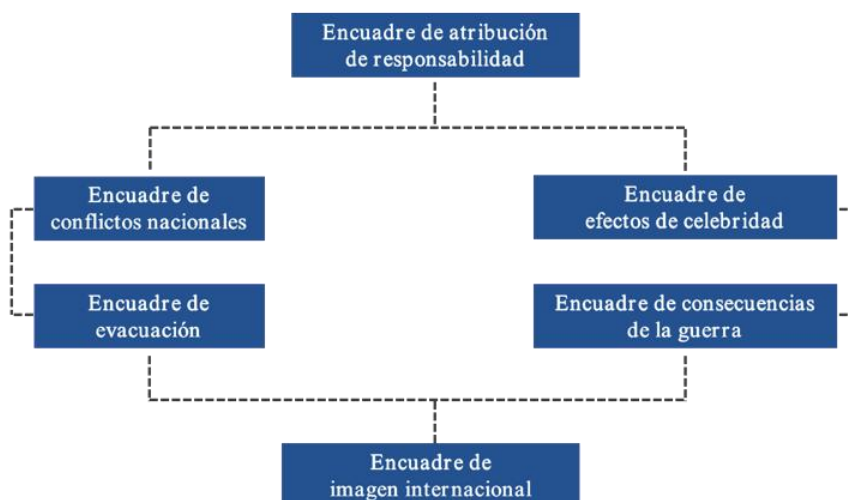 Encuadre de atribución
de responsabilidad
Encuadre de
conflictos nacionales
Encuadre de
efectos de celebridad
Encuadre de
evacuación
Encuadre de consecuencias
de la guerra
Encuadre de
imagen internacional